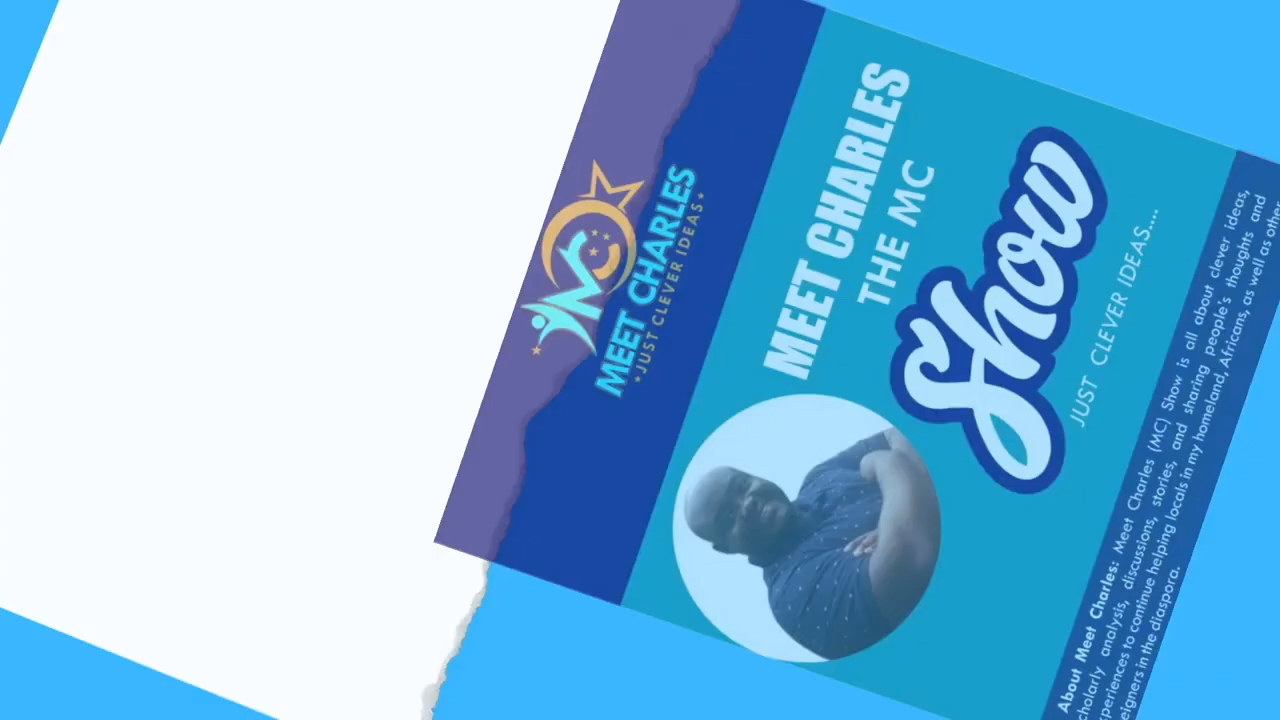 MEET CHARLES
★JUST CLEVER IDEAS★
MEET CHARLES
THE MC
Show
JUST CLEVER IDEAS....
About Meet Charles: Meet Charles (MC) Show is all about clever ideas,
scholarly analysis, discussions, stories, and sharing people's thoughts and
periences to continue helping locals in my homeland, Africans, as well as other
eigners in the diaspora.